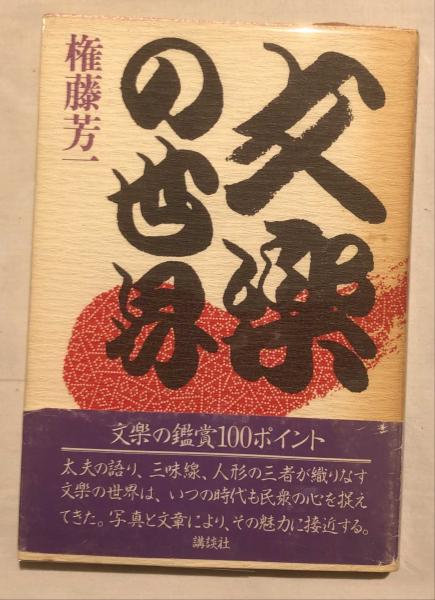 文楽
の世界
権藤芳一
文楽の鑑賞100ポイント
太夫の語り、三味線、人形の三者が織りなす
文楽の世界は、いつの時代も民衆の心を捉え
てきた。写真と文章により、その魅力に接近する。
講談社